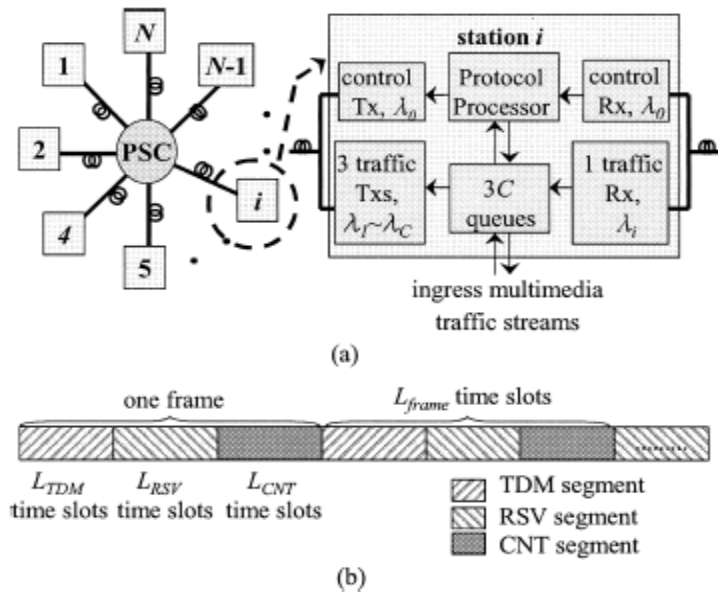 N
1
N-1
2
PSC
4
i
5
station i
control
Tx, λ0
Protocol
Processor
control
Rx, λ0
3 traffic
Txs,
λ1~λC
3C
queues
1 traffic
Rx,
λi
ingress multimedia
traffic streams
(a)
one frame
Lframe time slots
LTDM
time slots
LRSV
time slots
LCNT
time slots
TDM segment
RSV segment
CNT segment
(b)